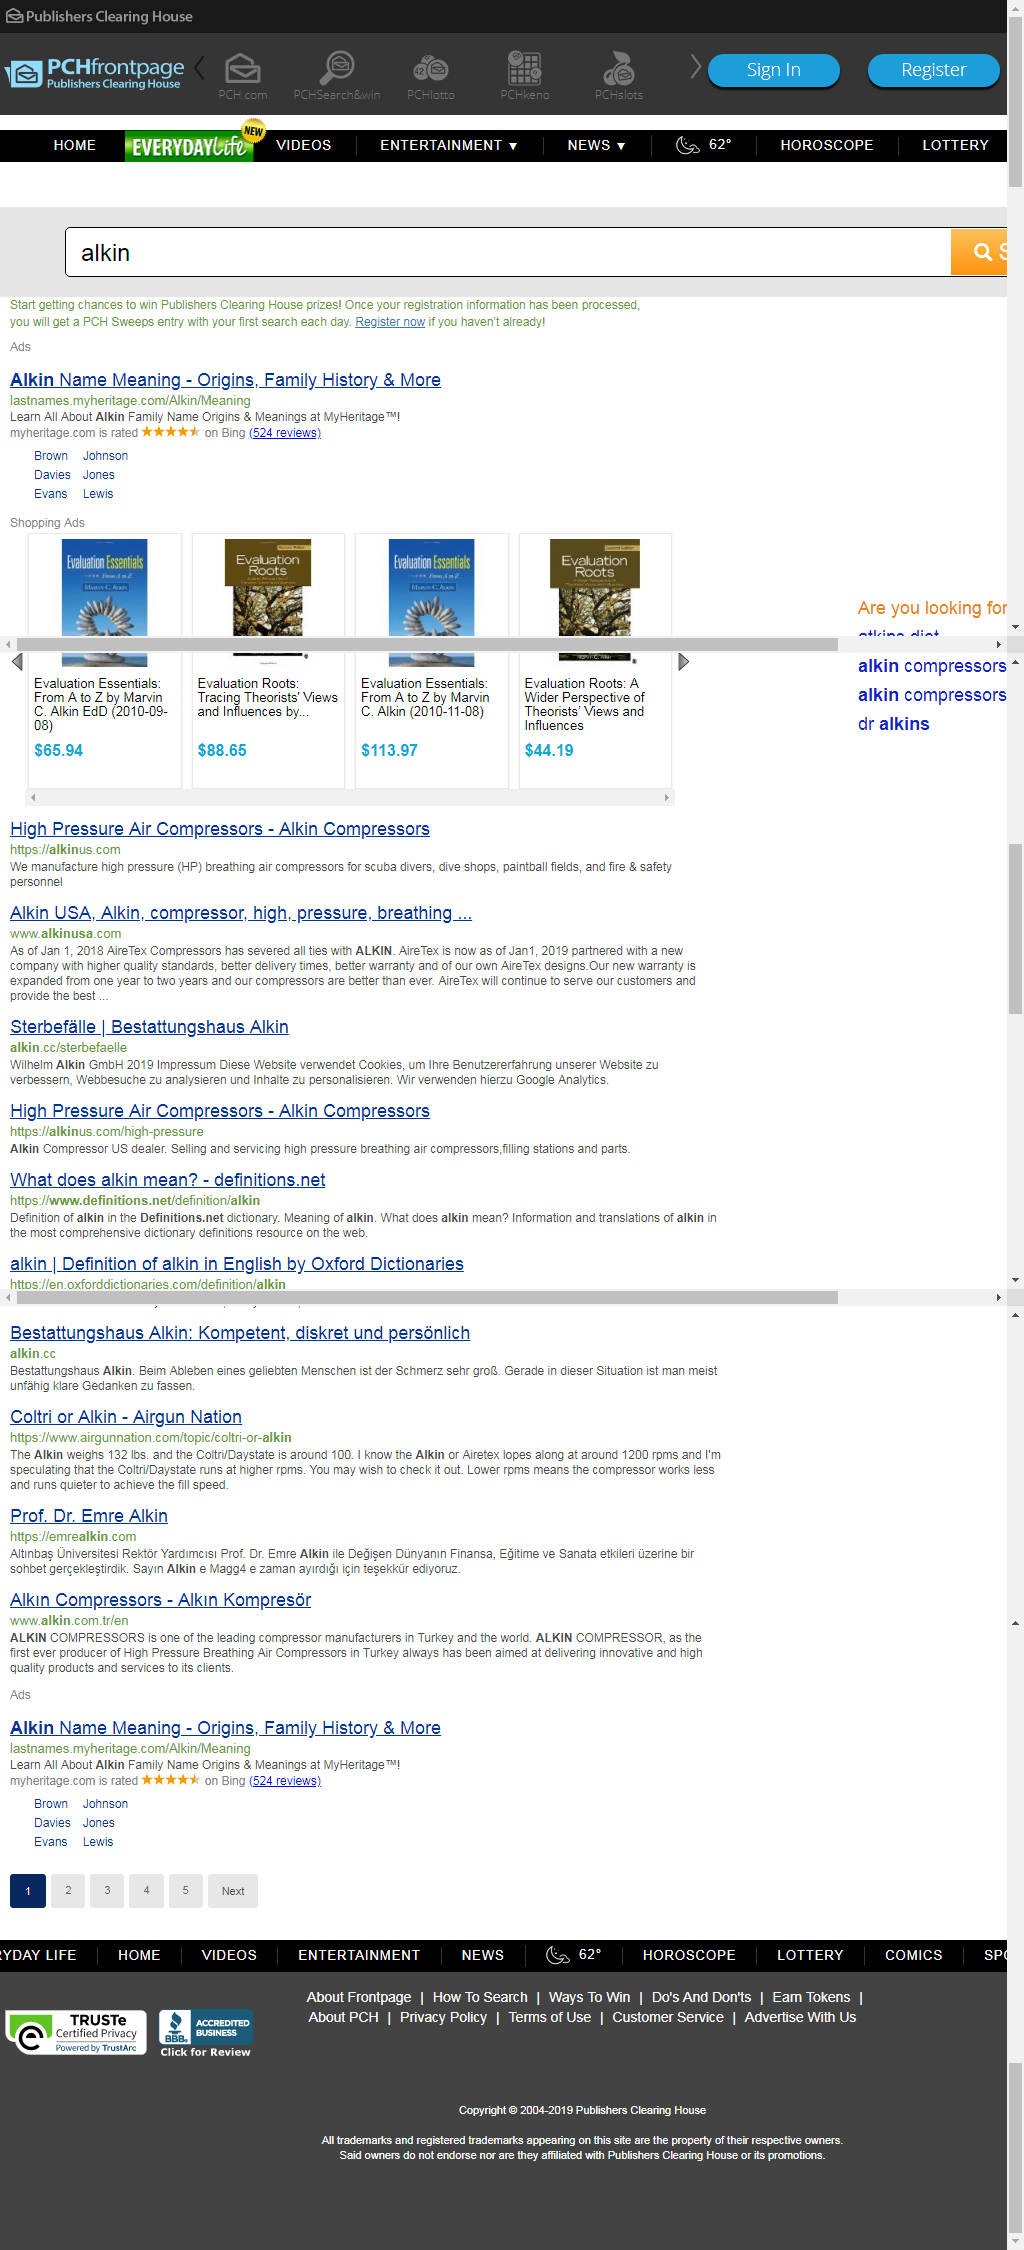 Publishers Clearing House
PCHfrontpage
Publishers Clearing House
PCH.com
PCHSearch&win
PCHlotto
PCHkeno
PCHslots
Sign In
Register
HOME
EVERYDAY Life
NEW
VIDEOS
ENTERTAINMENT ▼
NEWS ▼
62°
HOROSCOPE
LOTTERY
alkin
Start getting chances to win Publishers Clearing House prizes! Once your registration information has been processed,
you will get a PCH Sweeps entry with your first search each day. Register now if you haven't already!
Ads
Alkin Name Meaning - Origins, Family History & More
lastnames.myheritage.com/Alkin/Meaning
Learn All About Alkin Family Name Origins & Meanings at MyHeritage™!
myheritage.com is rated on Bing (524 reviews)
Brown Johnson
Davies Jones
Evans Lewis
Shopping Ads
Evaluation Essentials
From A to Z
MARVIN C. ALKIN
Evaluation
Roots
Evaluation Essentials
From A to Z
MARVIN C. ALKIN
Evaluation
Roots
Are you looking for
atkins diet
alkin compressors
alkin compressors
dr alkins
Evaluation Essentials:
From A to Z by Marvin
C. Alkin EdD (2010-09-
08)
$65.94
Evaluation Roots:
Tracing Theorists' Views
and Influences by...
$88.65
Evaluation Essentials:
From A to Z by Marvin
C. Alkin (2010-11-08)
$113.97
Evaluation Roots: A
Wider Perspective of
Theorists' Views and
Influences
$44.19
High Pressure Air Compressors - Alkin Compressors
https://alkinus.com
We manufacture high pressure (HP) breathing air compressors for scuba divers, dive shops, paintball fields, and fire & safety
personnel
Alkin USA, Alkin, compressor, high, pressure, breathing ...
www.alkinusa.com
As of Jan 1, 2018 AireTex Compressors has severed all ties with ALKIN. AireTex is now as of Jan1, 2019 partnered with a new
company with higher quality standards, better delivery times, better warranty and of our own AireTex designs.Our new warranty is
expanded from one year to two years and our compressors are better than ever. AireTex will continue to serve our customers and
provide the best ...
Sterbefälle | Bestattungshaus Alkin
alkin.cc/sterbefaelle
Wilhelm Alkin GmbH 2019 Impressum Diese Website verwendet Cookies, um Ihre Benutzererfahrung unserer Website zu
verbessern, Webbesuche zu analysieren und Inhalte zu personalisieren. Wir verwenden hierzu Google Analytics.
High Pressure Air Compressors - Alkin Compressors
https://alkinus.com/high-pressure
Alkin Compressor US dealer. Selling and servicing high pressure breathing air compressors,filling stations and parts.
What does alkin mean? - definitions.net
https://www.definitions.net/definition/alkin
Definition of alkin in the Definitions.net dictionary. Meaning of alkin. What does alkin mean? Information and translations of alkin in
the most comprehensive dictionary definitions resource on the web.
alkin | Definition of alkin in English by Oxford Dictionaries
https://en.oxforddictionaries.com/definition/alkin
Bestattungshaus Alkin: Kompetent, diskret und persönlich
alkin.cc
Bestattungshaus Alkin. Beim Ableben eines geliebten Menschen ist der Schmerz sehr groß. Gerade in dieser Situation ist man meist
unfähig klare Gedanken zu fassen.
Coltri or Alkin - Airgun Nation
https://www.airgunnation.com/topic/coltri-or-alkin
The Alkin weighs 132 lbs. and the Coltri/Daystate is around 100. I know the Alkin or Airetex lopes along at around 1200 rpms and I'm
speculating that the Coltri/Daystate runs at higher rpms. You may wish to check it out. Lower rpms means the compressor works less
and runs quieter to achieve the fill speed.
Prof. Dr. Emre Alkin
https://emrealkin.com
Altınbaş Üniversitesi Rektör Yardımcısı Prof. Dr. Emre Alkin ile Değişen Dünyanın Finansa, Eğitime ve Sanata etkileri üzerine bir
sohbet gerçekleştirdik. Sayın Alkin e Magg4 e zaman ayırdığı için teşekkür ediyoruz.
Alkın Compressors - Alkın Kompresör
www.alkin.com.tr/en
ALKIN COMPRESSORS is one of the leading compressor manufacturers in Turkey and the world. ALKIN COMPRESSOR, as the
first ever producer of High Pressure Breathing Air Compressors in Turkey always has been aimed at delivering innovative and high
quality products and services to its clients.
Ads
Alkin Name Meaning - Origins, Family History & More
lastnames.myheritage.com/Alkin/Meaning
Learn All About Alkin Family Name Origins & Meanings at MyHeritage™!
myheritage.com is rated on Bing (524 reviews)
Brown Johnson
Davies Jones
Evans Lewis
1 2 3 4 5 Next
RYDAY LIFE HOME VIDEOS ENTERTAINMENT NEWS 62° HOROSCOPE LOTTERY COMICS SPO
About Frontpage | How To Search | Ways To Win | Do's And Don'ts | Earn Tokens |
About PCH | Privacy Policy | Terms of Use | Customer Service | Advertise With Us
TRUSTe
Certified Privacy
Powered by TrustArc
BBB.
ACCREDITED
BUSINESS
Click for Review
Copyright © 2004-2019 Publishers Clearing House
All trademarks and registered trademarks appearing on this site are the property of their respective owners.
Said owners do not endorse nor are they affiliated with Publishers Clearing House or its promotions.